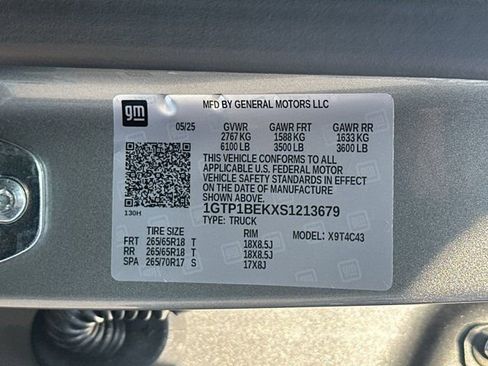 gm
MFD BY GENERAL MOTORS LLC
05/25 GVWR GAWR FRT GAWR RR
2767 KG 1588 KG 1633 KG
6100 LB 3500 LB 3600 LB
THIS VEHICLE CONFORMS TO ALL
APPLICABLE U.S. FEDERAL MOTOR
VEHICLE SAFETY STANDARDS IN
EFFECT ON THE DATE OF
MANUFACTURE SHOWN ABOVE.
1GTP1BEKXS1213679
130H TYPE: TRUCK
TIRE SIZE RIM MODEL: X9T4C43
FRT 265/65R18 T 18X8.5J
RR 265/65R18 T 18X8.5J
SPA 265/70R17 S 17X8J